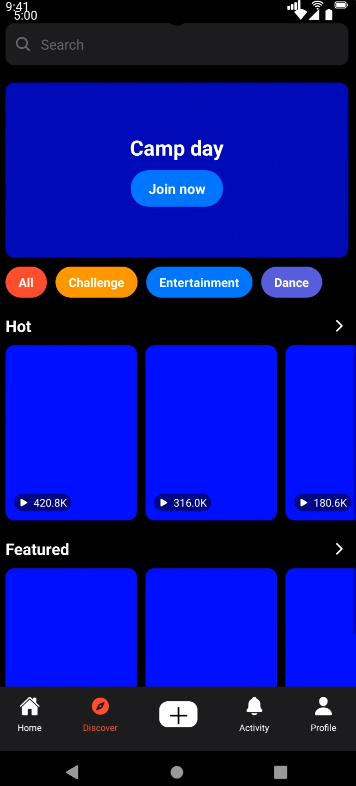 9:41
5:00
Search
Camp day
Join now
All
Challenge
Entertainment
Dance
Hot
420.8K
316.0K
180.6K
Featured
Home
Discover
Activity
Profile